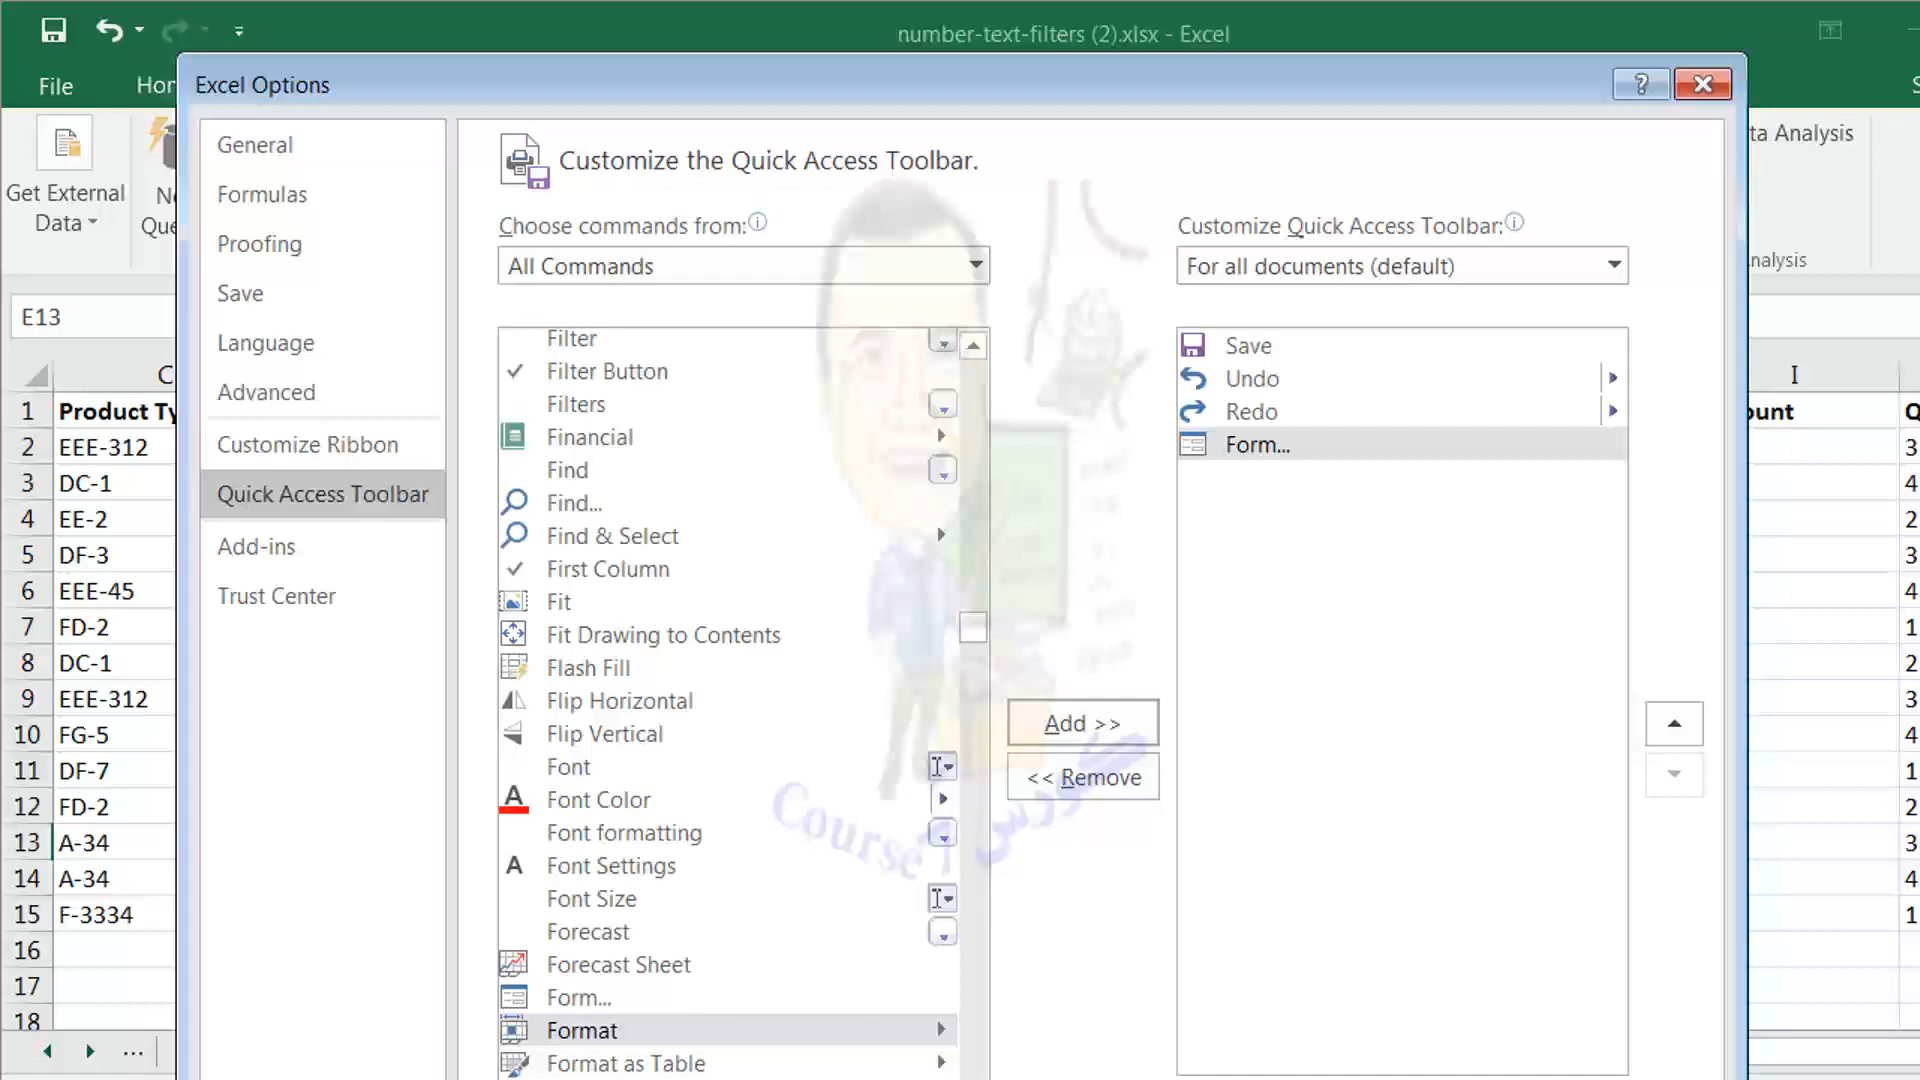 number-text-filters (2).xlsx - Excel
File
Hor
Excel Options
?
ta Analysis
Get External
Data
Ne
Que
nalysis
General
Formulas
Proofing
Save
Language
Advanced
Customize Ribbon
Quick Access Toolbar
Add-ins
Trust Center
Customize the Quick Access Toolbar.
Choose commands from:
All Commands
Customize Quick Access Toolbar:
For all documents (default)
Filter
Filter Button
Filters
Financial
Find
Find...
Find & Select
First Column
Fit
Fit Drawing to Contents
Flash Fill
Flip Horizontal
Flip Vertical
Font
Font Color
Font formatting
Font Settings
Font Size
Forecast
Forecast Sheet
Form...
Format
Format as Table
Add >>
<< Remove
Save
Undo
Redo
Form...
E13
C
I
1 Product Ty
ount
Q
2 EEE-312
3
3 DC-1
4
4 EE-2
2
5 DF-3
3
6 EEE-45
4
7 FD-2
1
8 DC-1
2
9 EEE-312
3
10 FG-5
4
11 DF-7
1
12 FD-2
2
13 A-34
3
14 A-34
4
15 F-3334
1
16
17
18
...
Course
كورس